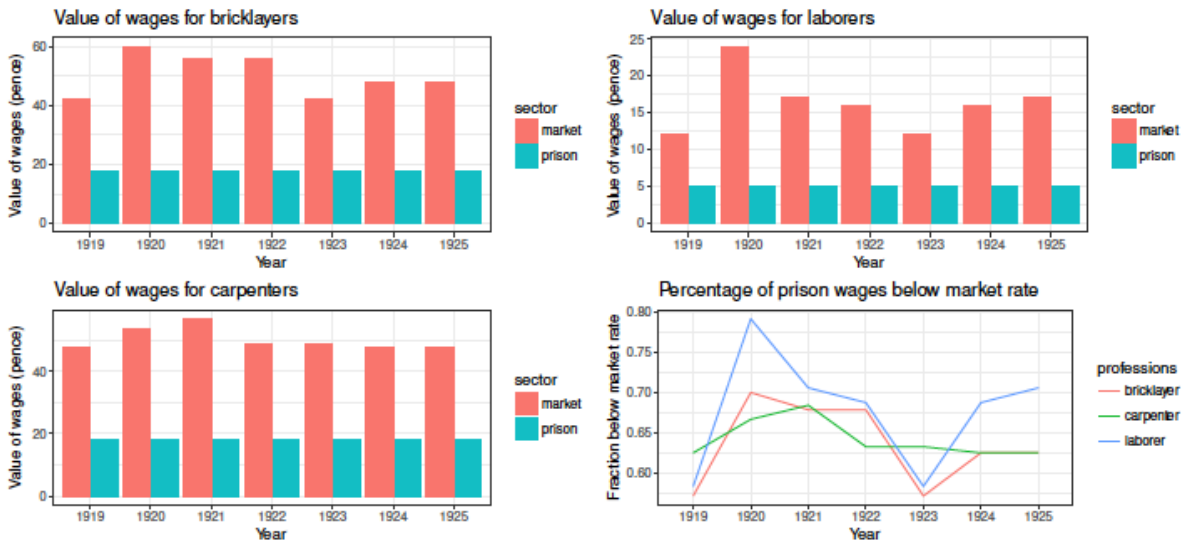 Value of wages for bricklayers
Value of wages (pence)
60
40
20
0
1919 1920 1921 1922 1923 1924 1925
Year
sector
market
prison
Value of wages for laborers
Value of wages (pence)
25
20
15
10
5
0
1919 1920 1921 1922 1923 1924 1925
Year
sector
market
prison
Value of wages for carpenters
Value of wages (pence)
40
20
0
1919 1920 1921 1922 1923 1924 1925
Year
sector
market
prison
Percentage of prison wages below market rate
Fraction below market rate
0.80
0.75
0.70
0.65
0.60
1919 1920 1921 1922 1923 1924 1925
Year
professions
bricklayer
carpenter
laborer